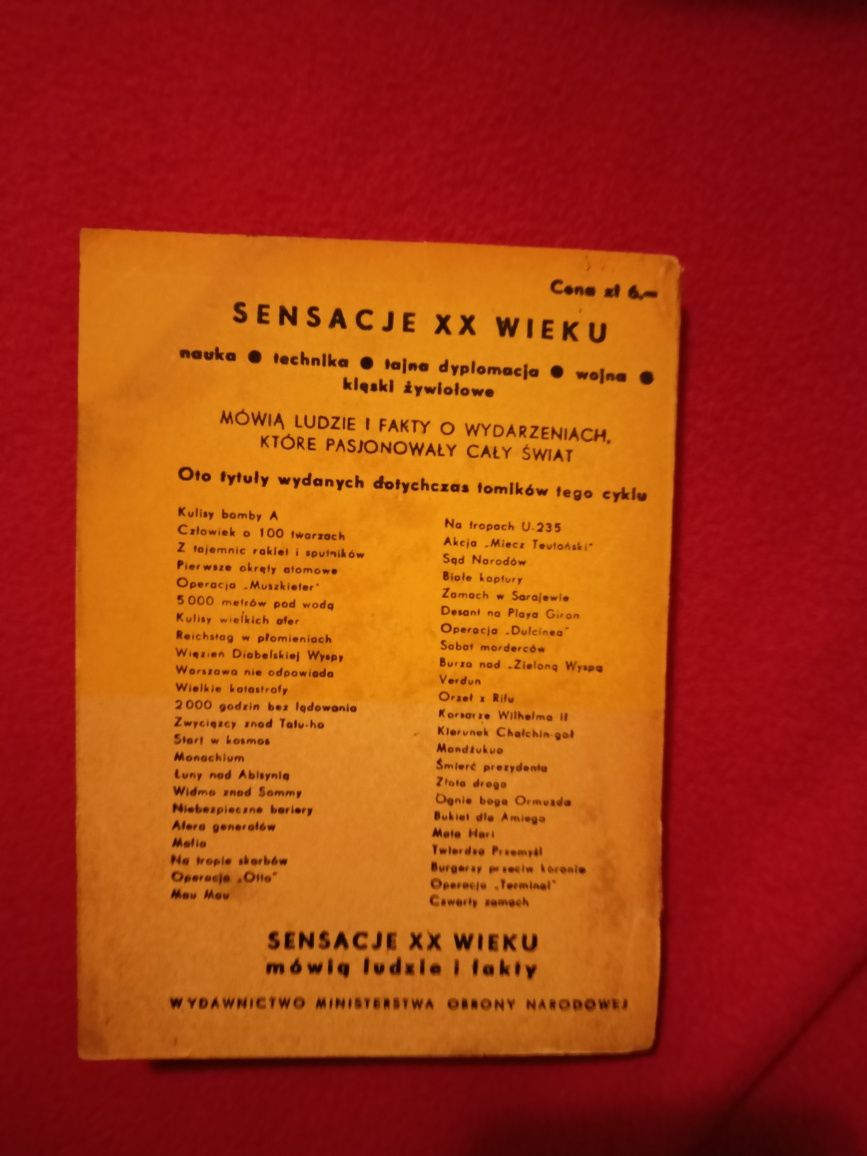 Cena zł 6,—
SENSACJE XX WIEKU
nauka ● technika ● tajna dyplomacja ● wojna ●
klęski żywiołowe
MÓWIĄ LUDZIE I FAKTY O WYDARZENIACH,
KTÓRE PASJONOWAŁY CAŁY ŚWIAT
Oto tytuły wydanych dotychczas tomików tego cyklu
Kulisy bomby A
Człowiek o 100 twarzach
Z tajemnic rakiet i sputników
Pierwsze okręty atomowe
Operacja „Muszkieter"
5 000 metrów pod wodą
Kulisy wielkich afer
Reichstag w płomieniach
Więzień Diabelskiej Wyspy
Warszawa nie odpowiada
Wielkie katastrofy
2 000 godzin bez lądowania
Zwycięzcy znad Tafu-ho
Start w kosmos
Monachium
Łuny nad Abisynią
Widmo znad Sommy
Niebezpieczne bariery
Afera generałów
Mafia
Na tropie skarbów
Operacja „Otto"
Mau Mau
Na tropach U-235
Akcja „Miecz Teutoński"
Sąd Narodów
Białe kaptury
Zamach w Sarajewie
Desant na Playa Giron
Operacja „Dulcinea"
Sabat morderców
Burza nad „Zieloną Wyspą
Verdun
Orzeł z Rifu
Korsarze Wilhelma II
Kierunek Chałchin-goł
Mandżukuo
Śmierć prezydenta
Złota droga
Ognie boga Ormuzda
Bukiet dla Amiego
Mata Hari
Twierdza Przemyśl
Burgerzy przeciw koronie
Operacja „Terminal"
Czwarty zamach
SENSACJE XX WIEKU
mówią ludzie i fakty
WYDAWNICTWO MINISTERSTWA OBRONY NARODOWEJ